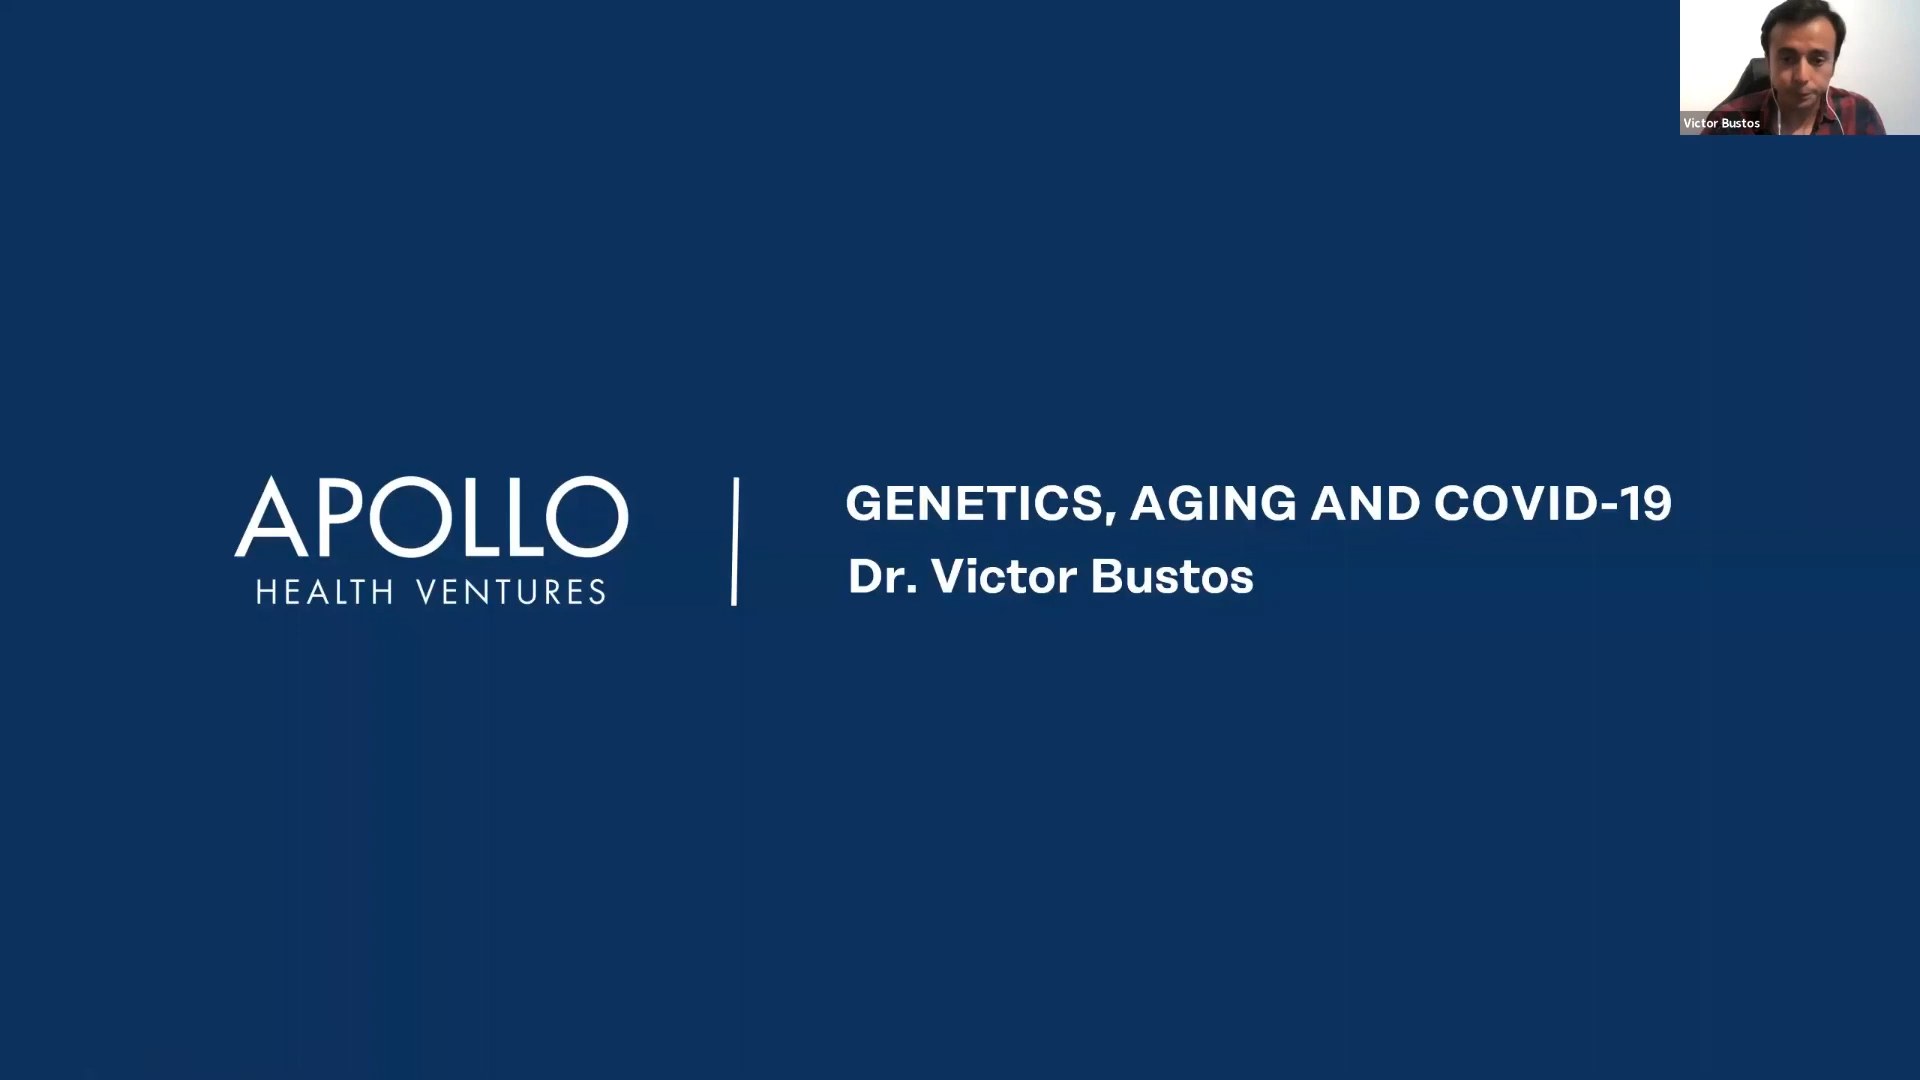 Victor Bustos
APOLLO
HEALTH VENTURES
GENETICS, AGING AND COVID-19
Dr. Victor Bustos